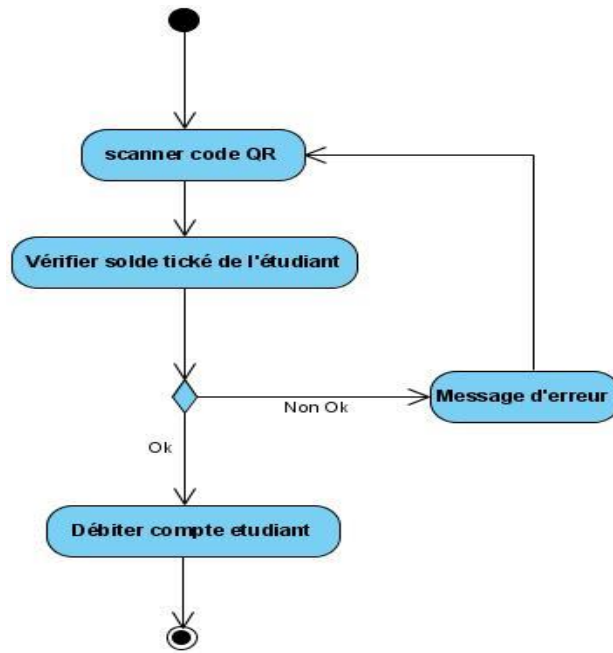 scanner code QR
Vérifier solde tické de l'étudiant
Non Ok
Message d'erreur
Ok
Débiter compte etudiant